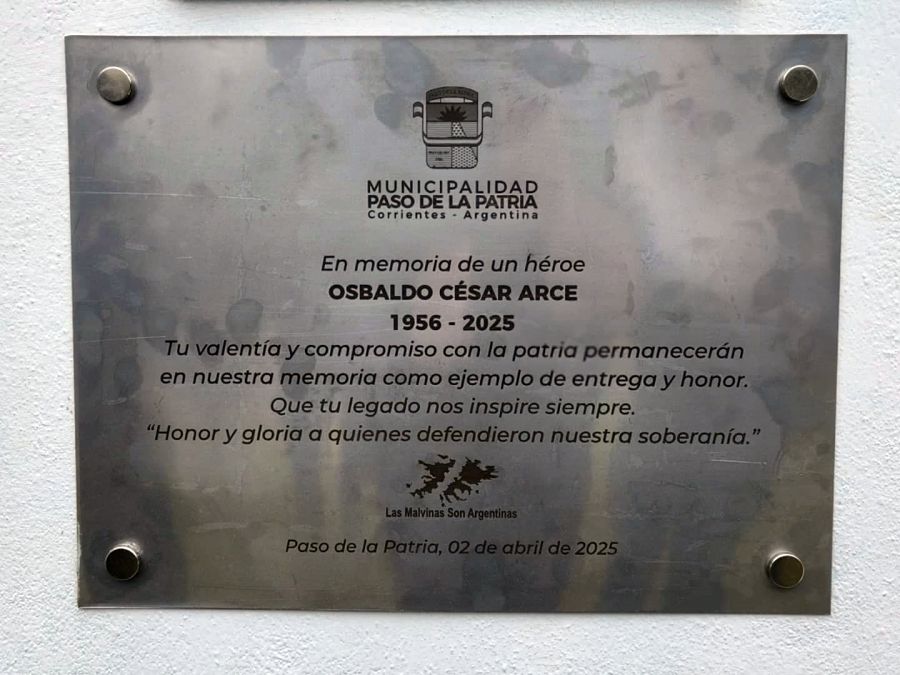 MUNICIPALIDAD
PASO DE LA PATRIA
Corrientes - Argentina
En memoria de un héroe
OSBALDO CÉSAR ARCE
1956 - 2025
Tu valentía y compromiso con la patria permanecerán
en nuestra memoria como ejemplo de entrega y honor.
Que tu legado nos inspire siempre.
“Honor y gloria a quienes defendieron nuestra soberanía.”
Las Malvinas Son Argentinas
Paso de la Patria, 02 de abril de 2025